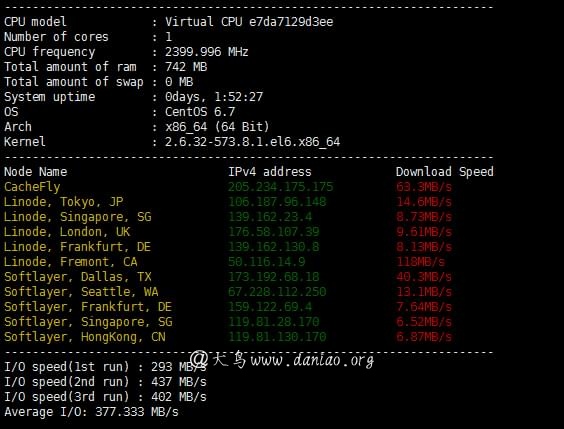 ----------------------------------------------------------------------
CPU model            : Virtual CPU e7da7129d3ee
Number of cores      : 1
CPU frequency        : 2399.996 MHz
Total amount of ram  : 742 MB
Total amount of swap : 0 MB
System uptime        : 0days, 1:52:27
OS                   : CentOS 6.7
Arch                 : x86_64 (64 Bit)
Kernel               : 2.6.32-573.8.1.el6.x86_64
----------------------------------------------------------------------
Node Name                       IPv4 address            Download Speed
CacheFly                        205.234.175.175         63.3MB/s
Linode, Tokyo, JP               106.187.96.148          14.6MB/s
Linode, Singapore, SG           139.162.23.4            8.73MB/s
Linode, London, UK              176.58.107.39           9.61MB/s
Linode, Frankfurt, DE           139.162.130.8           8.13MB/s
Linode, Fremont, CA             50.116.14.9             118MB/s
Softlayer, Dallas, TX           173.192.68.18           40.3MB/s
Softlayer, Seattle, WA          67.228.112.250          13.1MB/s
Softlayer, Frankfurt, DE        159.122.69.4            7.64MB/s
Softlayer, Singapore, SG        119.81.28.170           6.52MB/s
Softlayer, HongKong, CN         119.81.130.170          6.87MB/s
----------------------------------------------------------------------
@大鸟www.daniao.org
I/O speed(1st run) : 293 MB/s
I/O speed(2nd run) : 437 MB/s
I/O speed(3rd run) : 402 MB/s
Average I/O: 377.333 MB/s